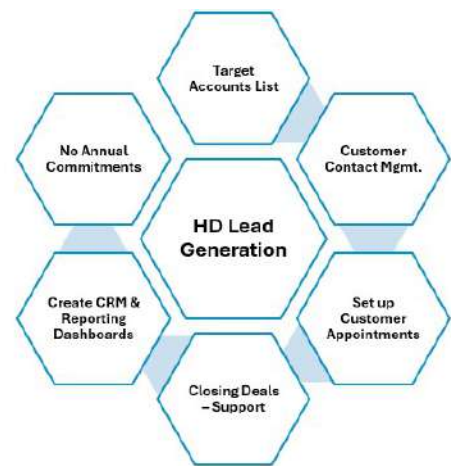 Target
Accounts List
No Annual
Commitments
Customer
Contact Mgmt.
HD Lead
Generation
Create CRM &
Reporting
Dashboards
Set up
Customer
Appointments
Closing Deals
– Support